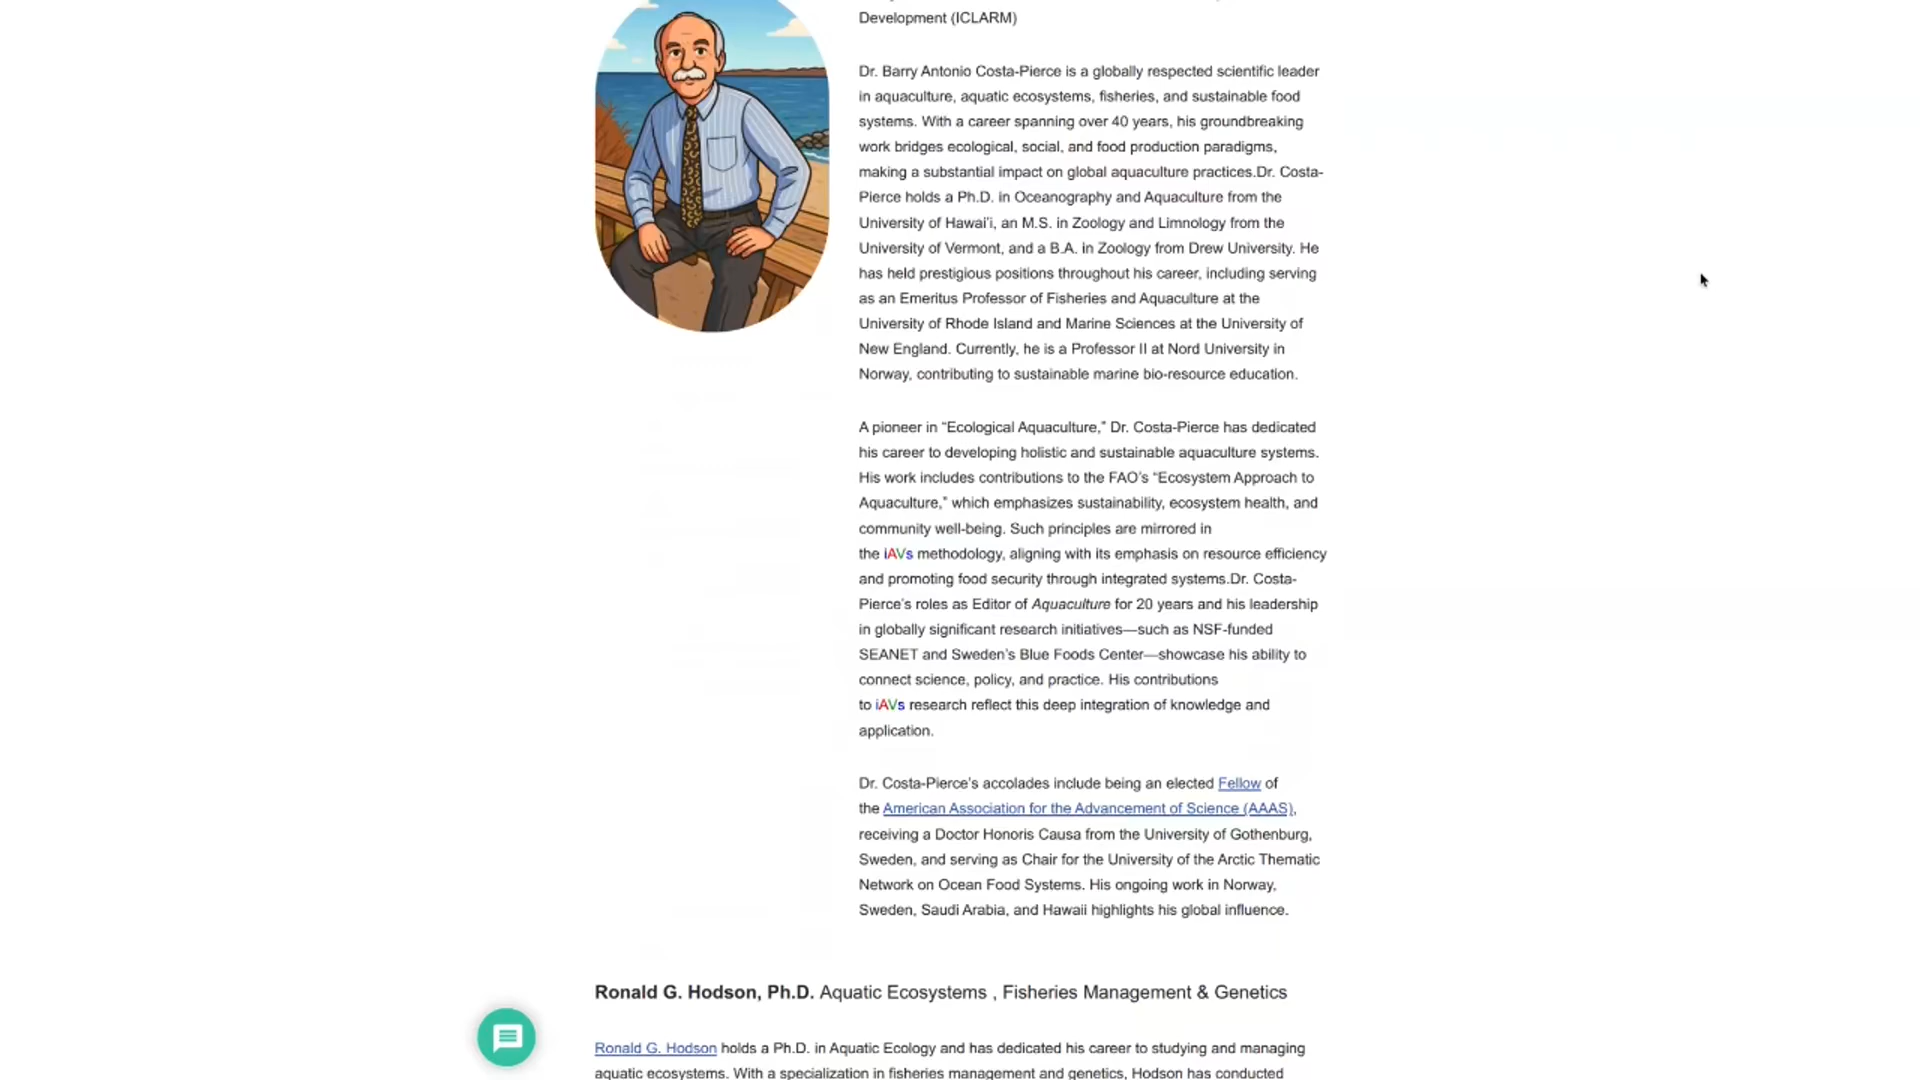 Development (ICLARM)
Dr. Barry Antonio Costa-Pierce is a globally respected scientific leader
in aquaculture, aquatic ecosystems, fisheries, and sustainable food
systems. With a career spanning over 40 years, his groundbreaking
work bridges ecological, social, and food production paradigms,
making a substantial impact on global aquaculture practices.Dr. Costa-
Pierce holds a Ph.D. in Oceanography and Aquaculture from the
University of Hawai'i, an M.S. in Zoology and Limnology from the
University of Vermont, and a B.A. in Zoology from Drew University. He
has held prestigious positions throughout his career, including serving
as an Emeritus Professor of Fisheries and Aquaculture at the
University of Rhode Island and Marine Sciences at the University of
New England. Currently, he is a Professor II at Nord University in
Norway, contributing to sustainable marine bio-resource education.
A pioneer in “Ecological Aquaculture,” Dr. Costa-Pierce has dedicated
his career to developing holistic and sustainable aquaculture systems.
His work includes contributions to the FAO’s “Ecosystem Approach to
Aquaculture,” which emphasizes sustainability, ecosystem health, and
community well-being. Such principles are mirrored in
the iAVs methodology, aligning with its emphasis on resource efficiency
and promoting food security through integrated systems.Dr. Costa-
Pierce’s roles as Editor of Aquaculture for 20 years and his leadership
in globally significant research initiatives—such as NSF-funded
SEANET and Sweden’s Blue Foods Center—showcase his ability to
connect science, policy, and practice. His contributions
to iAVs research reflect this deep integration of knowledge and
application.
Dr. Costa-Pierce’s accolades include being an elected Fellow of
the American Association for the Advancement of Science (AAAS),
receiving a Doctor Honoris Causa from the University of Gothenburg,
Sweden, and serving as Chair for the University of the Arctic Thematic
Network on Ocean Food Systems. His ongoing work in Norway,
Sweden, Saudi Arabia, and Hawaii highlights his global influence.
Ronald G. Hodson, Ph.D. Aquatic Ecosystems , Fisheries Management & Genetics
Ronald G. Hodson holds a Ph.D. in Aquatic Ecology and has dedicated his career to studying and managing
aquatic ecosystems. With a specialization in fisheries management and genetics, Hodson has conducted